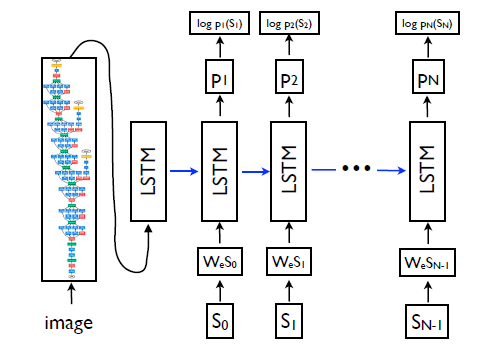 log p1(S1) log p2(S2) log pN(SN)
p1 p2 pN
LSTM LSTM LSTM ••• LSTM
WeS0 WeS1 WeSN-1
image S0 S1 SN-1